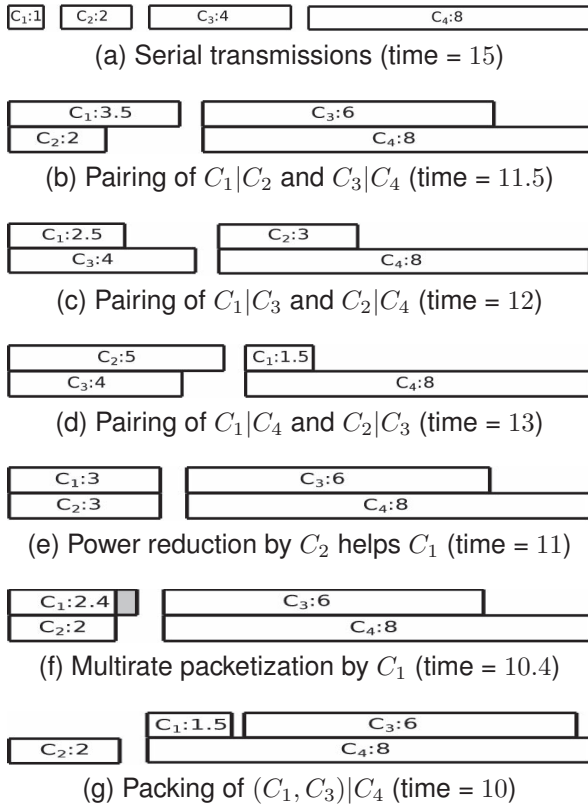 C₁:1 C₂:2 C₃:4 C₄:8
(a) Serial transmissions (time = 15)
C₁:3.5 C₃:6
C₂:2 C₄:8
(b) Pairing of C₁|C₂ and C₃|C₄ (time = 11.5)
C₁:2.5 C₂:3
C₃:4 C₄:8
(c) Pairing of C₁|C₃ and C₂|C₄ (time = 12)
C₂:5 C₁:1.5
C₃:4 C₄:8
(d) Pairing of C₁|C₄ and C₂|C₃ (time = 13)
C₁:3 C₃:6
C₂:3 C₄:8
(e) Power reduction by C₂ helps C₁ (time = 11)
C₁:2.4 C₃:6
C₂:2 C₄:8
(f) Multirate packetization by C₁ (time = 10.4)
C₁:1.5 C₃:6
C₂:2 C₄:8
(g) Packing of (C₁, C₃)|C₄ (time = 10)